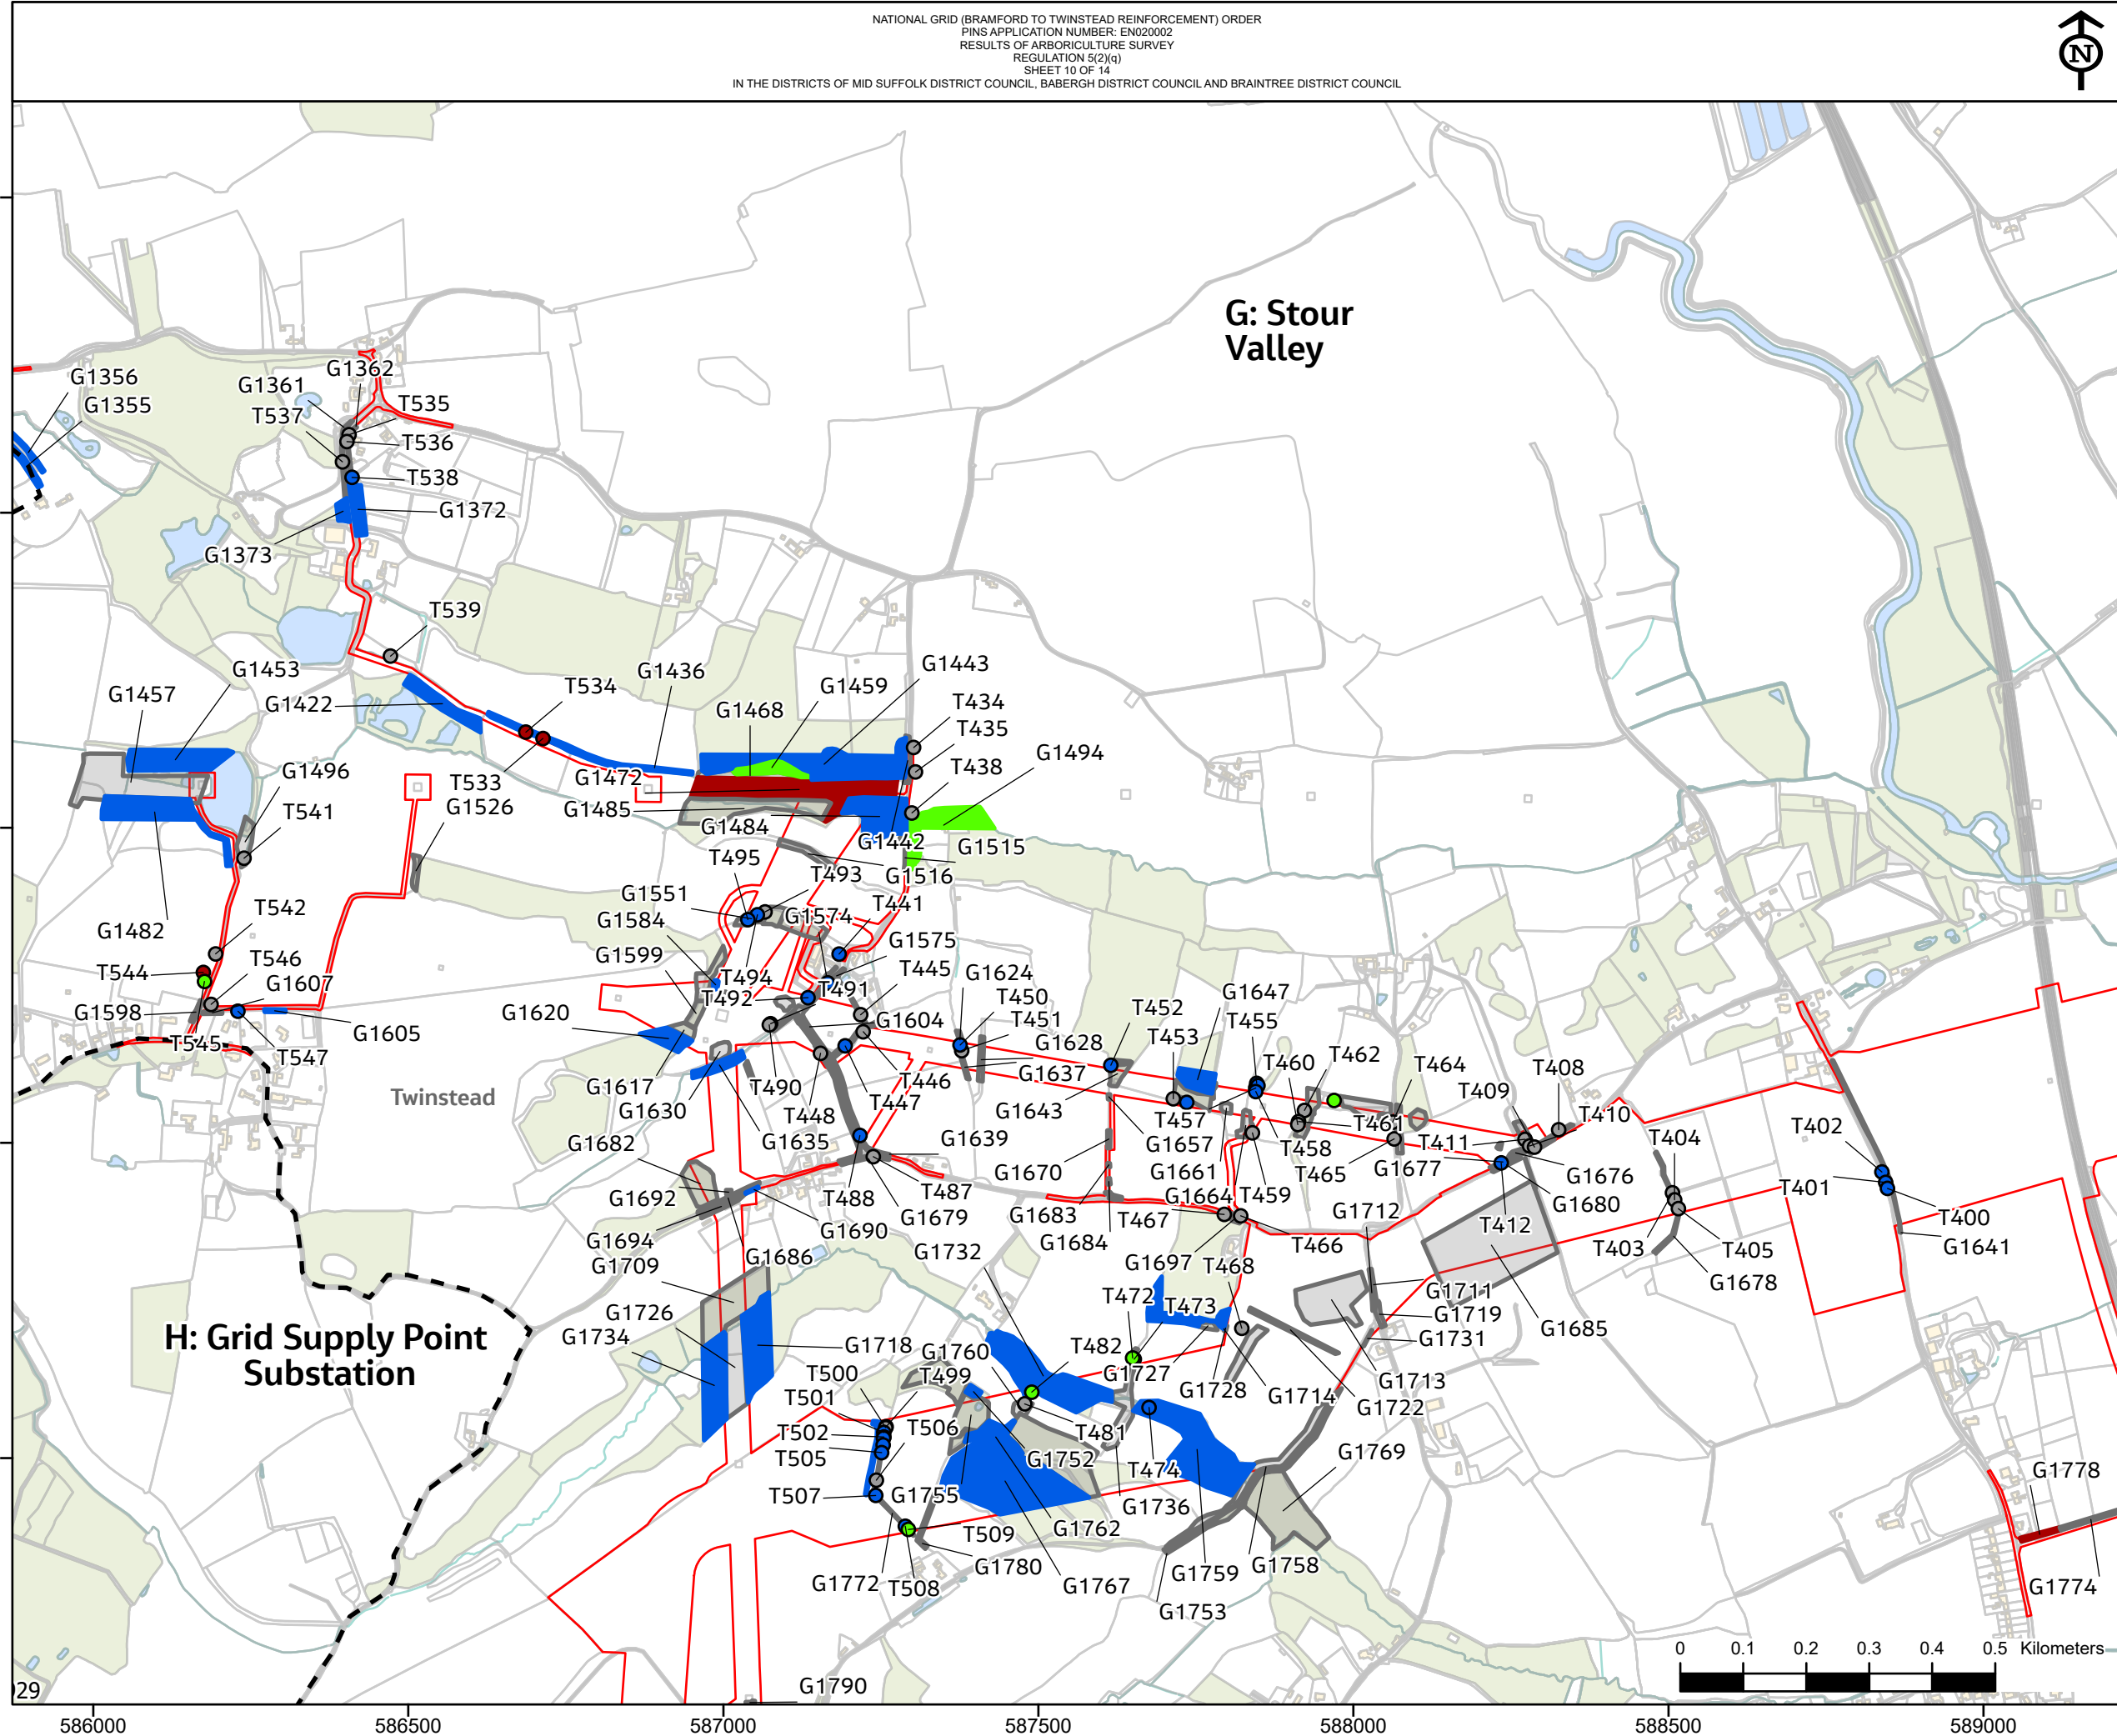 NATIONAL GRID (BRAMFORD TO TWINSTEAD REINFORCEMENT) ORDER
PINS APPLICATION NUMBER: EN020002
RESULTS OF ARBORICULTURE SURVEY
REGULATION 5(2)(q)
SHEET 10 OF 14
IN THE DISTRICTS OF MID SUFFOLK DISTRICT COUNCIL, BABERGH DISTRICT COUNCIL AND BRAINTREE DISTRICT COUNCIL
N
G: Stour
Valley
G1362
G1356
G1361
G1355
T537
T535
T536
T538
G1372
G1373
T539
G1453
G1436
G1443
G1457
T534
G1459
G1422
T434
G1468
T435
G1494
T438
G1496
T533
G1472
G1526
G1485
T541
G1484
G1442
G1515
T495
T493
G1516
G1551
T441
T542
G1584
G1574
G1482
G1575
T546
G1599
T544
T445
G1624
G1607
T494
T491
T450
T452
G1647
T492
G1598
G1620
G1604
T451
T455
G1605
T453
T545
G1628
T462
T547
T460
T464
T408
G1637
G1617
T490
T446
T409
Twinstead
G1630
T447
G1643
T448
T457
T461
T410
T402
G1682
G1635
G1639
G1657
T458
T411
T404
G1670
G1661
T465
G1677
G1676
G1692
T488
T487
G1664
T459
T401
G1680
G1683
T467
G1712
G1679
T412
T400
G1690
G1694
G1684
T466
T403
T405
G1641
G1686
G1732
G1697
T468
G1709
G1678
G1711
T472
T473
G1726
G1719
G1685
H: Grid Supply Point
Substation
G1734
G1718
G1760
T482
G1731
T500
T499
G1727
G1713
G1728
G1714
T501
G1722
T502
T506
T481
T505
G1752
G1769
T474
G1778
T507
G1755
G1736
T509
G1762
G1780
G1759
G1758
G1772
T508
G1767
G1774
G1753
0 0.1 0.2 0.3 0.4 0.5 Kilometers
G1790
029
586000 586500 587000 587500 588000 588500 589000